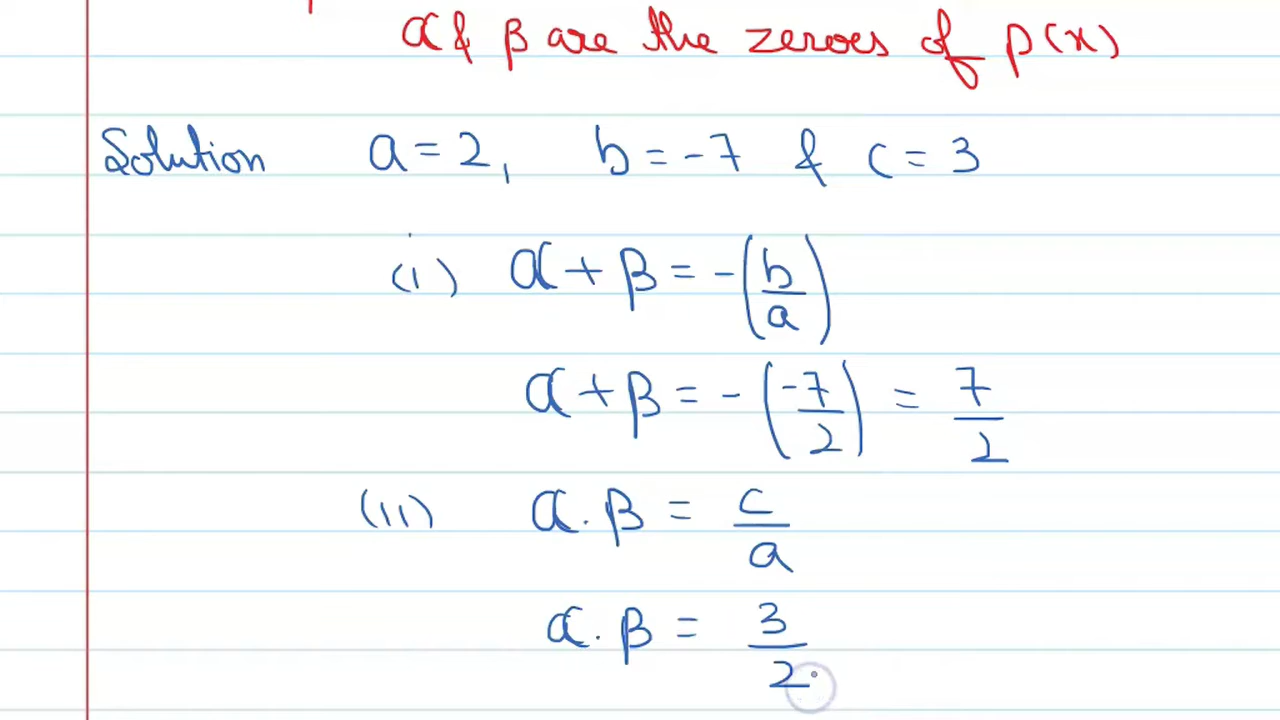 α & β are the zeroes of p(x)
Solution a = 2, b = -7 & c = 3
(i) α + β = -(b/a)
α + β = -(-7/2) = 7/2
(ii) α . β = c/a
α . β = 3/2